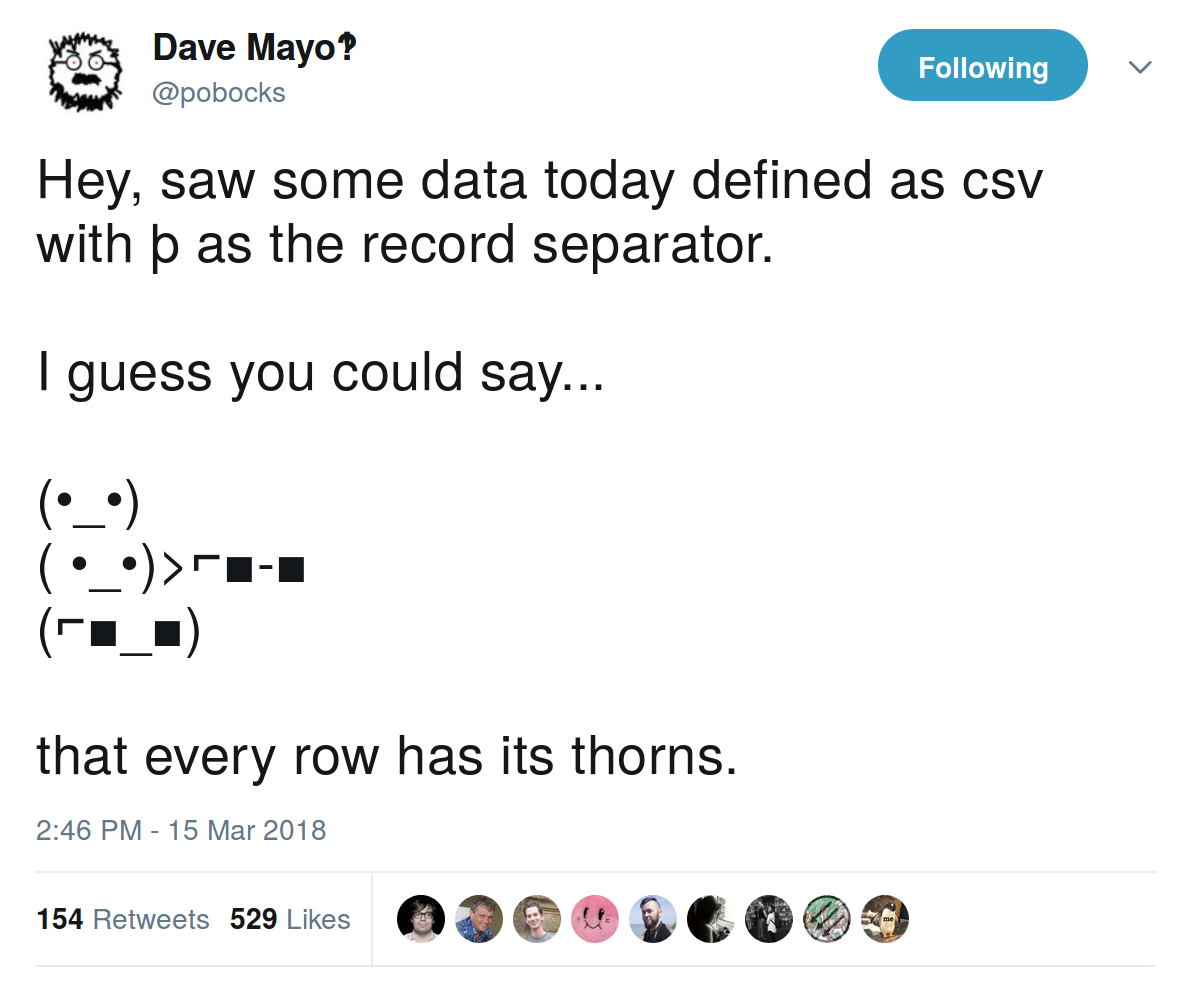 Dave Mayo‽
@pobocks
Following
Hey, saw some data today defined as csv
with þ as the record separator.
I guess you could say...
(•_•)
( •_•)>⌐■-■
(⌐■_■)
that every row has its thorns.
2:46 PM - 15 Mar 2018
154 Retweets 529 Likes
me